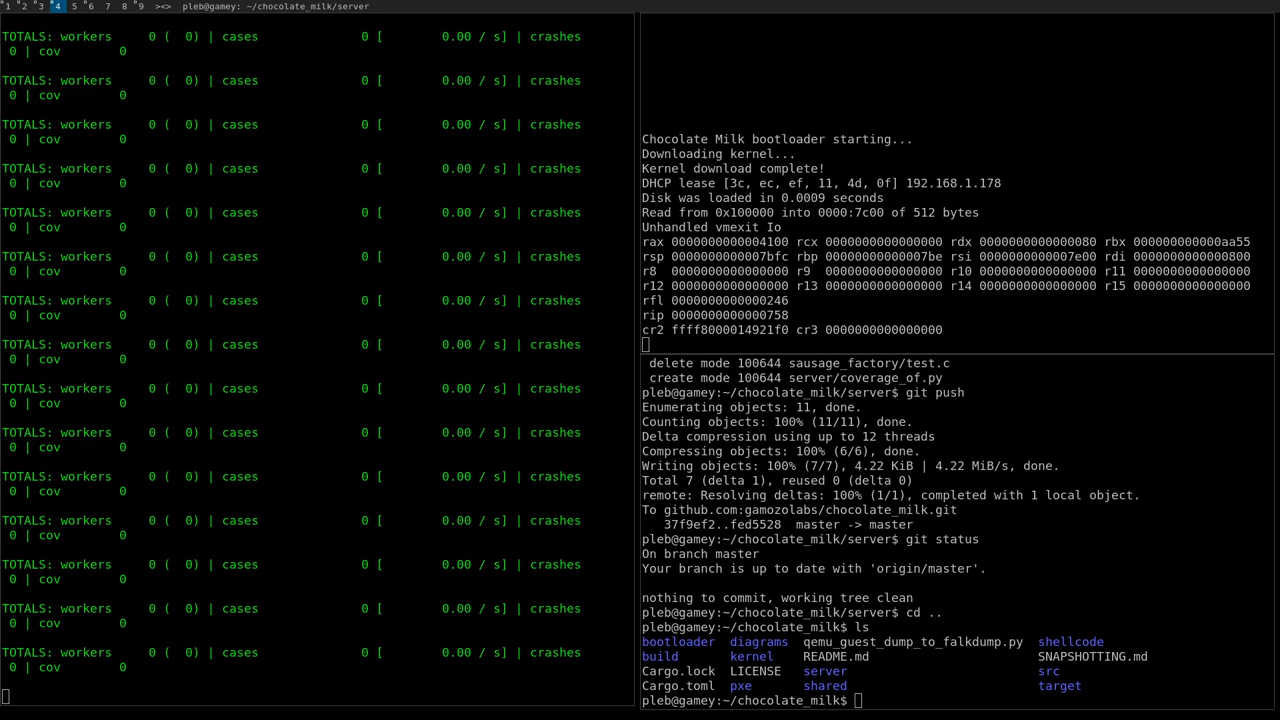 1 2 3 4 5 6 7 8 9 ><> pleb@gamey: ~/chocolate_milk/server
TOTALS: workers     0 (  0) | cases              0 [        0.00 / s] | crashes
 0 | cov        0
TOTALS: workers     0 (  0) | cases              0 [        0.00 / s] | crashes
 0 | cov        0
TOTALS: workers     0 (  0) | cases              0 [        0.00 / s] | crashes
 0 | cov        0
TOTALS: workers     0 (  0) | cases              0 [        0.00 / s] | crashes
 0 | cov        0
TOTALS: workers     0 (  0) | cases              0 [        0.00 / s] | crashes
 0 | cov        0
TOTALS: workers     0 (  0) | cases              0 [        0.00 / s] | crashes
 0 | cov        0
TOTALS: workers     0 (  0) | cases              0 [        0.00 / s] | crashes
 0 | cov        0
TOTALS: workers     0 (  0) | cases              0 [        0.00 / s] | crashes
 0 | cov        0
TOTALS: workers     0 (  0) | cases              0 [        0.00 / s] | crashes
 0 | cov        0
TOTALS: workers     0 (  0) | cases              0 [        0.00 / s] | crashes
 0 | cov        0
TOTALS: workers     0 (  0) | cases              0 [        0.00 / s] | crashes
 0 | cov        0
TOTALS: workers     0 (  0) | cases              0 [        0.00 / s] | crashes
 0 | cov        0
TOTALS: workers     0 (  0) | cases              0 [        0.00 / s] | crashes
 0 | cov        0
TOTALS: workers     0 (  0) | cases              0 [        0.00 / s] | crashes
 0 | cov        0
TOTALS: workers     0 (  0) | cases              0 [        0.00 / s] | crashes
 0 | cov        0
Chocolate Milk bootloader starting...
Downloading kernel...
Kernel download complete!
DHCP lease [3c, ec, ef, 11, 4d, 0f] 192.168.1.178
Disk was loaded in 0.0009 seconds
Read from 0x100000 into 0000:7c00 of 512 bytes
Unhandled vmexit Io
rax 0000000000004100 rcx 0000000000000000 rdx 0000000000000080 rbx 000000000000aa55
rsp 0000000000007bfc rbp 00000000000007be rsi 0000000000007e00 rdi 0000000000000800
r8  0000000000000000 r9  0000000000000000 r10 0000000000000000 r11 0000000000000000
r12 0000000000000000 r13 0000000000000000 r14 0000000000000000 r15 0000000000000000
rfl 0000000000000246
rip 0000000000000758
cr2 ffff8000014921f0 cr3 0000000000000000
 delete mode 100644 sausage_factory/test.c
 create mode 100644 server/coverage_of.py
pleb@gamey:~/chocolate_milk/server$ git push
Enumerating objects: 11, done.
Counting objects: 100% (11/11), done.
Delta compression using up to 12 threads
Compressing objects: 100% (6/6), done.
Writing objects: 100% (7/7), 4.22 KiB | 4.22 MiB/s, done.
Total 7 (delta 1), reused 0 (delta 0)
remote: Resolving deltas: 100% (1/1), completed with 1 local object.
To github.com:gamozolabs/chocolate_milk.git
   37f9ef2..fed5528  master -> master
pleb@gamey:~/chocolate_milk/server$ git status
On branch master
Your branch is up to date with 'origin/master'.
nothing to commit, working tree clean
pleb@gamey:~/chocolate_milk/server$ cd ..
pleb@gamey:~/chocolate_milk$ ls
bootloader  diagrams  qemu_guest_dump_to_falkdump.py  shellcode
build       kernel    README.md                       SNAPSHOTTING.md
Cargo.lock  LICENSE   server                          src
Cargo.toml  pxe       shared                          target
pleb@gamey:~/chocolate_milk$